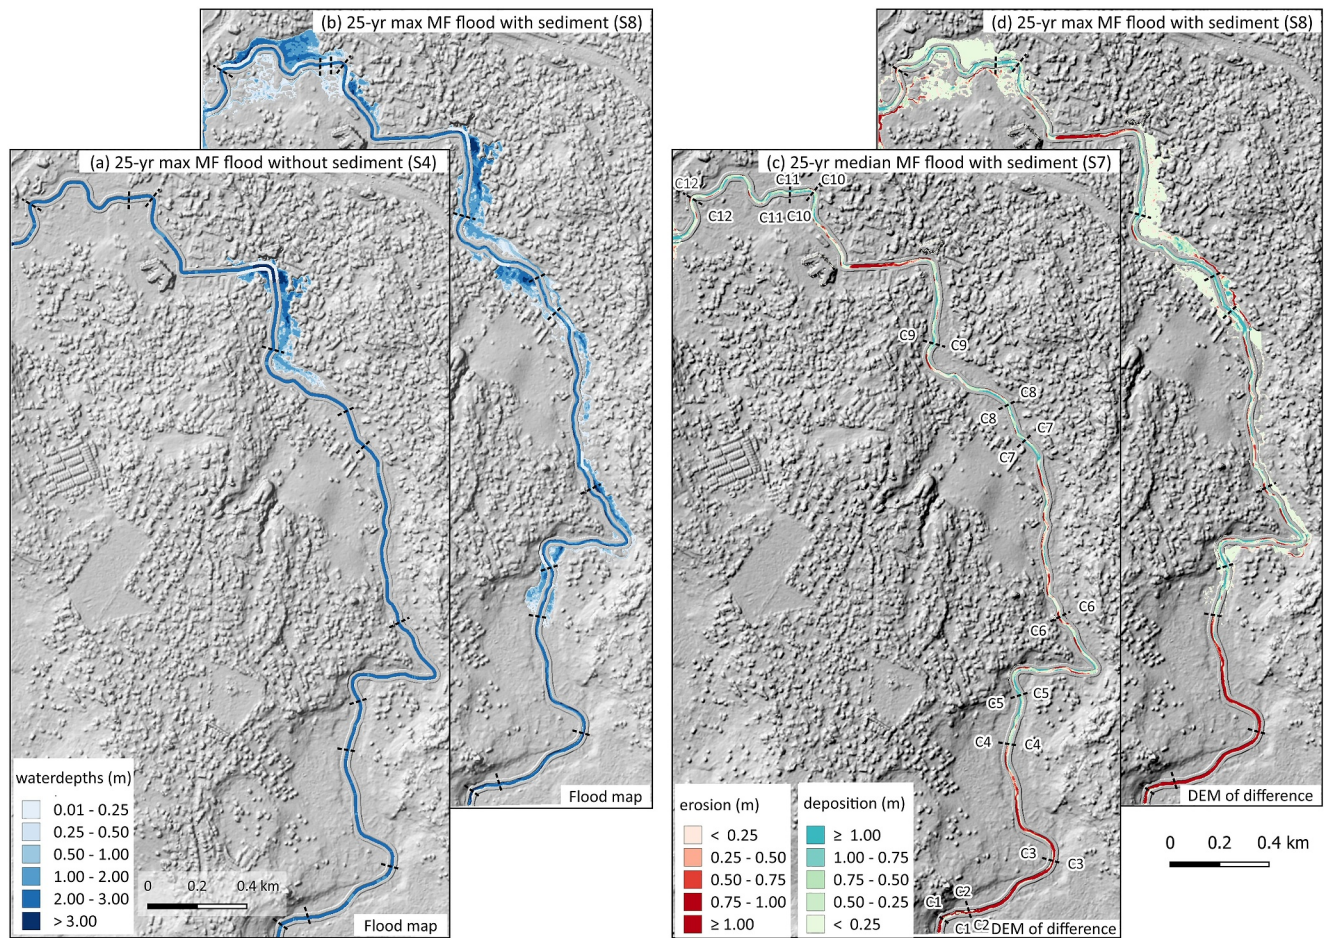 (b) 25-yr max MF flood with sediment (S8)
(d) 25-yr max MF flood with sediment (S8)
(a) 25-yr max MF flood without sediment (S4)
(c) 25-yr median MF flood with sediment (S7)
C12
C11
C10
C12
C11
C10
C9
C9
C8
C8
C7
C7
C6
C6
C5
C5
C4
C4
C3
C3
C2
C1
C1
C2
waterdepths (m)
0.01 - 0.25
0.25 - 0.50
0.50 - 1.00
1.00 - 2.00
2.00 - 3.00
> 3.00
0 0.2 0.4 km
Flood map
Flood map
erosion (m)
< 0.25
0.25 - 0.50
0.50 - 0.75
0.75 - 1.00
≥ 1.00
deposition (m)
≥ 1.00
1.00 - 0.75
0.75 - 0.50
0.50 - 0.25
< 0.25
DEM of difference
DEM of difference
0 0.2 0.4 km